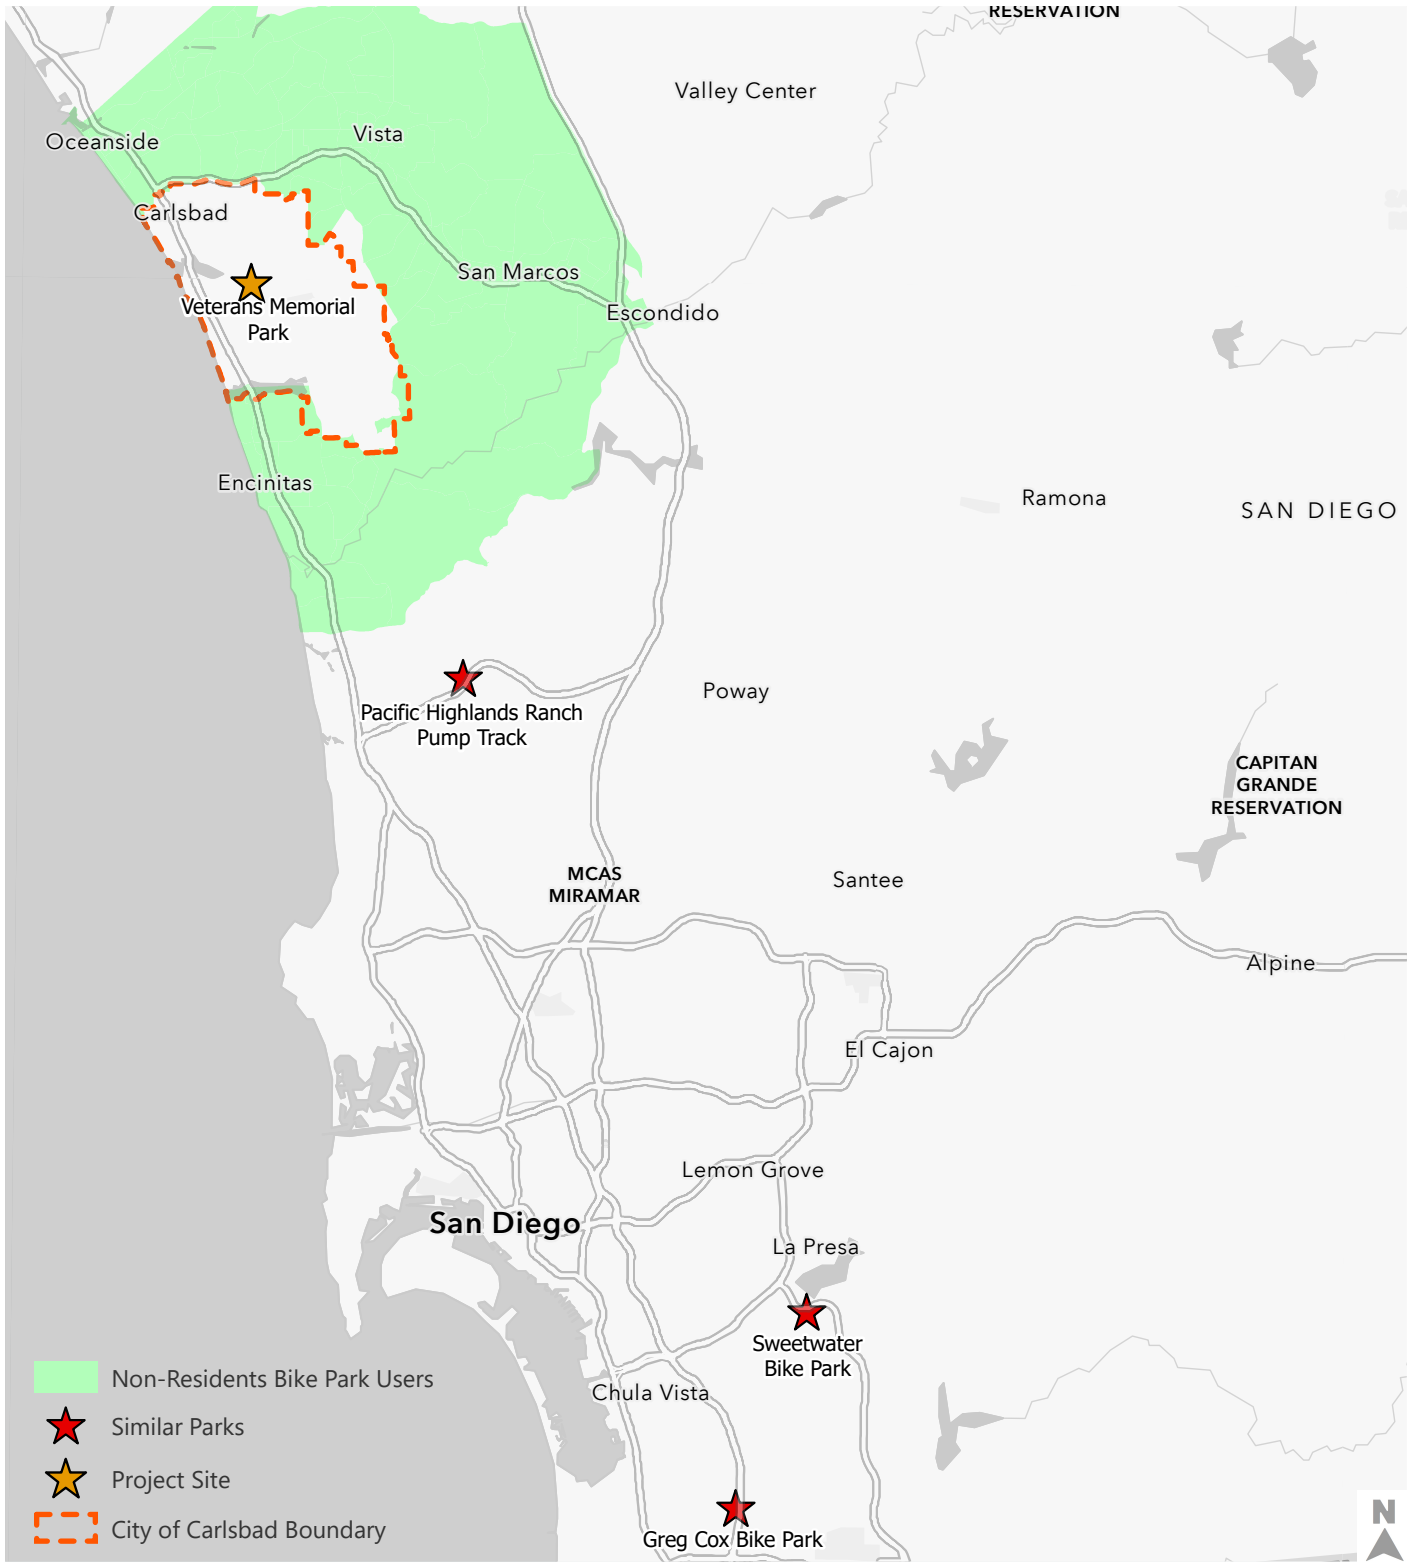 RESERVATION
Valley Center
Vista
Oceanside
Carlsbad
San Marcos
Veterans Memorial
Park
Escondido
Encinitas
Ramona
SAN DIEGO
Poway
Pacific Highlands Ranch
Pump Track
CAPITAN
GRANDE
RESERVATION
MCAS
MIRAMAR
Santee
Alpine
El Cajon
Lemon Grove
San Diego
La Presa
Sweetwater
Bike Park
Chula Vista
Greg Cox Bike Park
Non-Residents Bike Park Users
Similar Parks
Project Site
City of Carlsbad Boundary
N